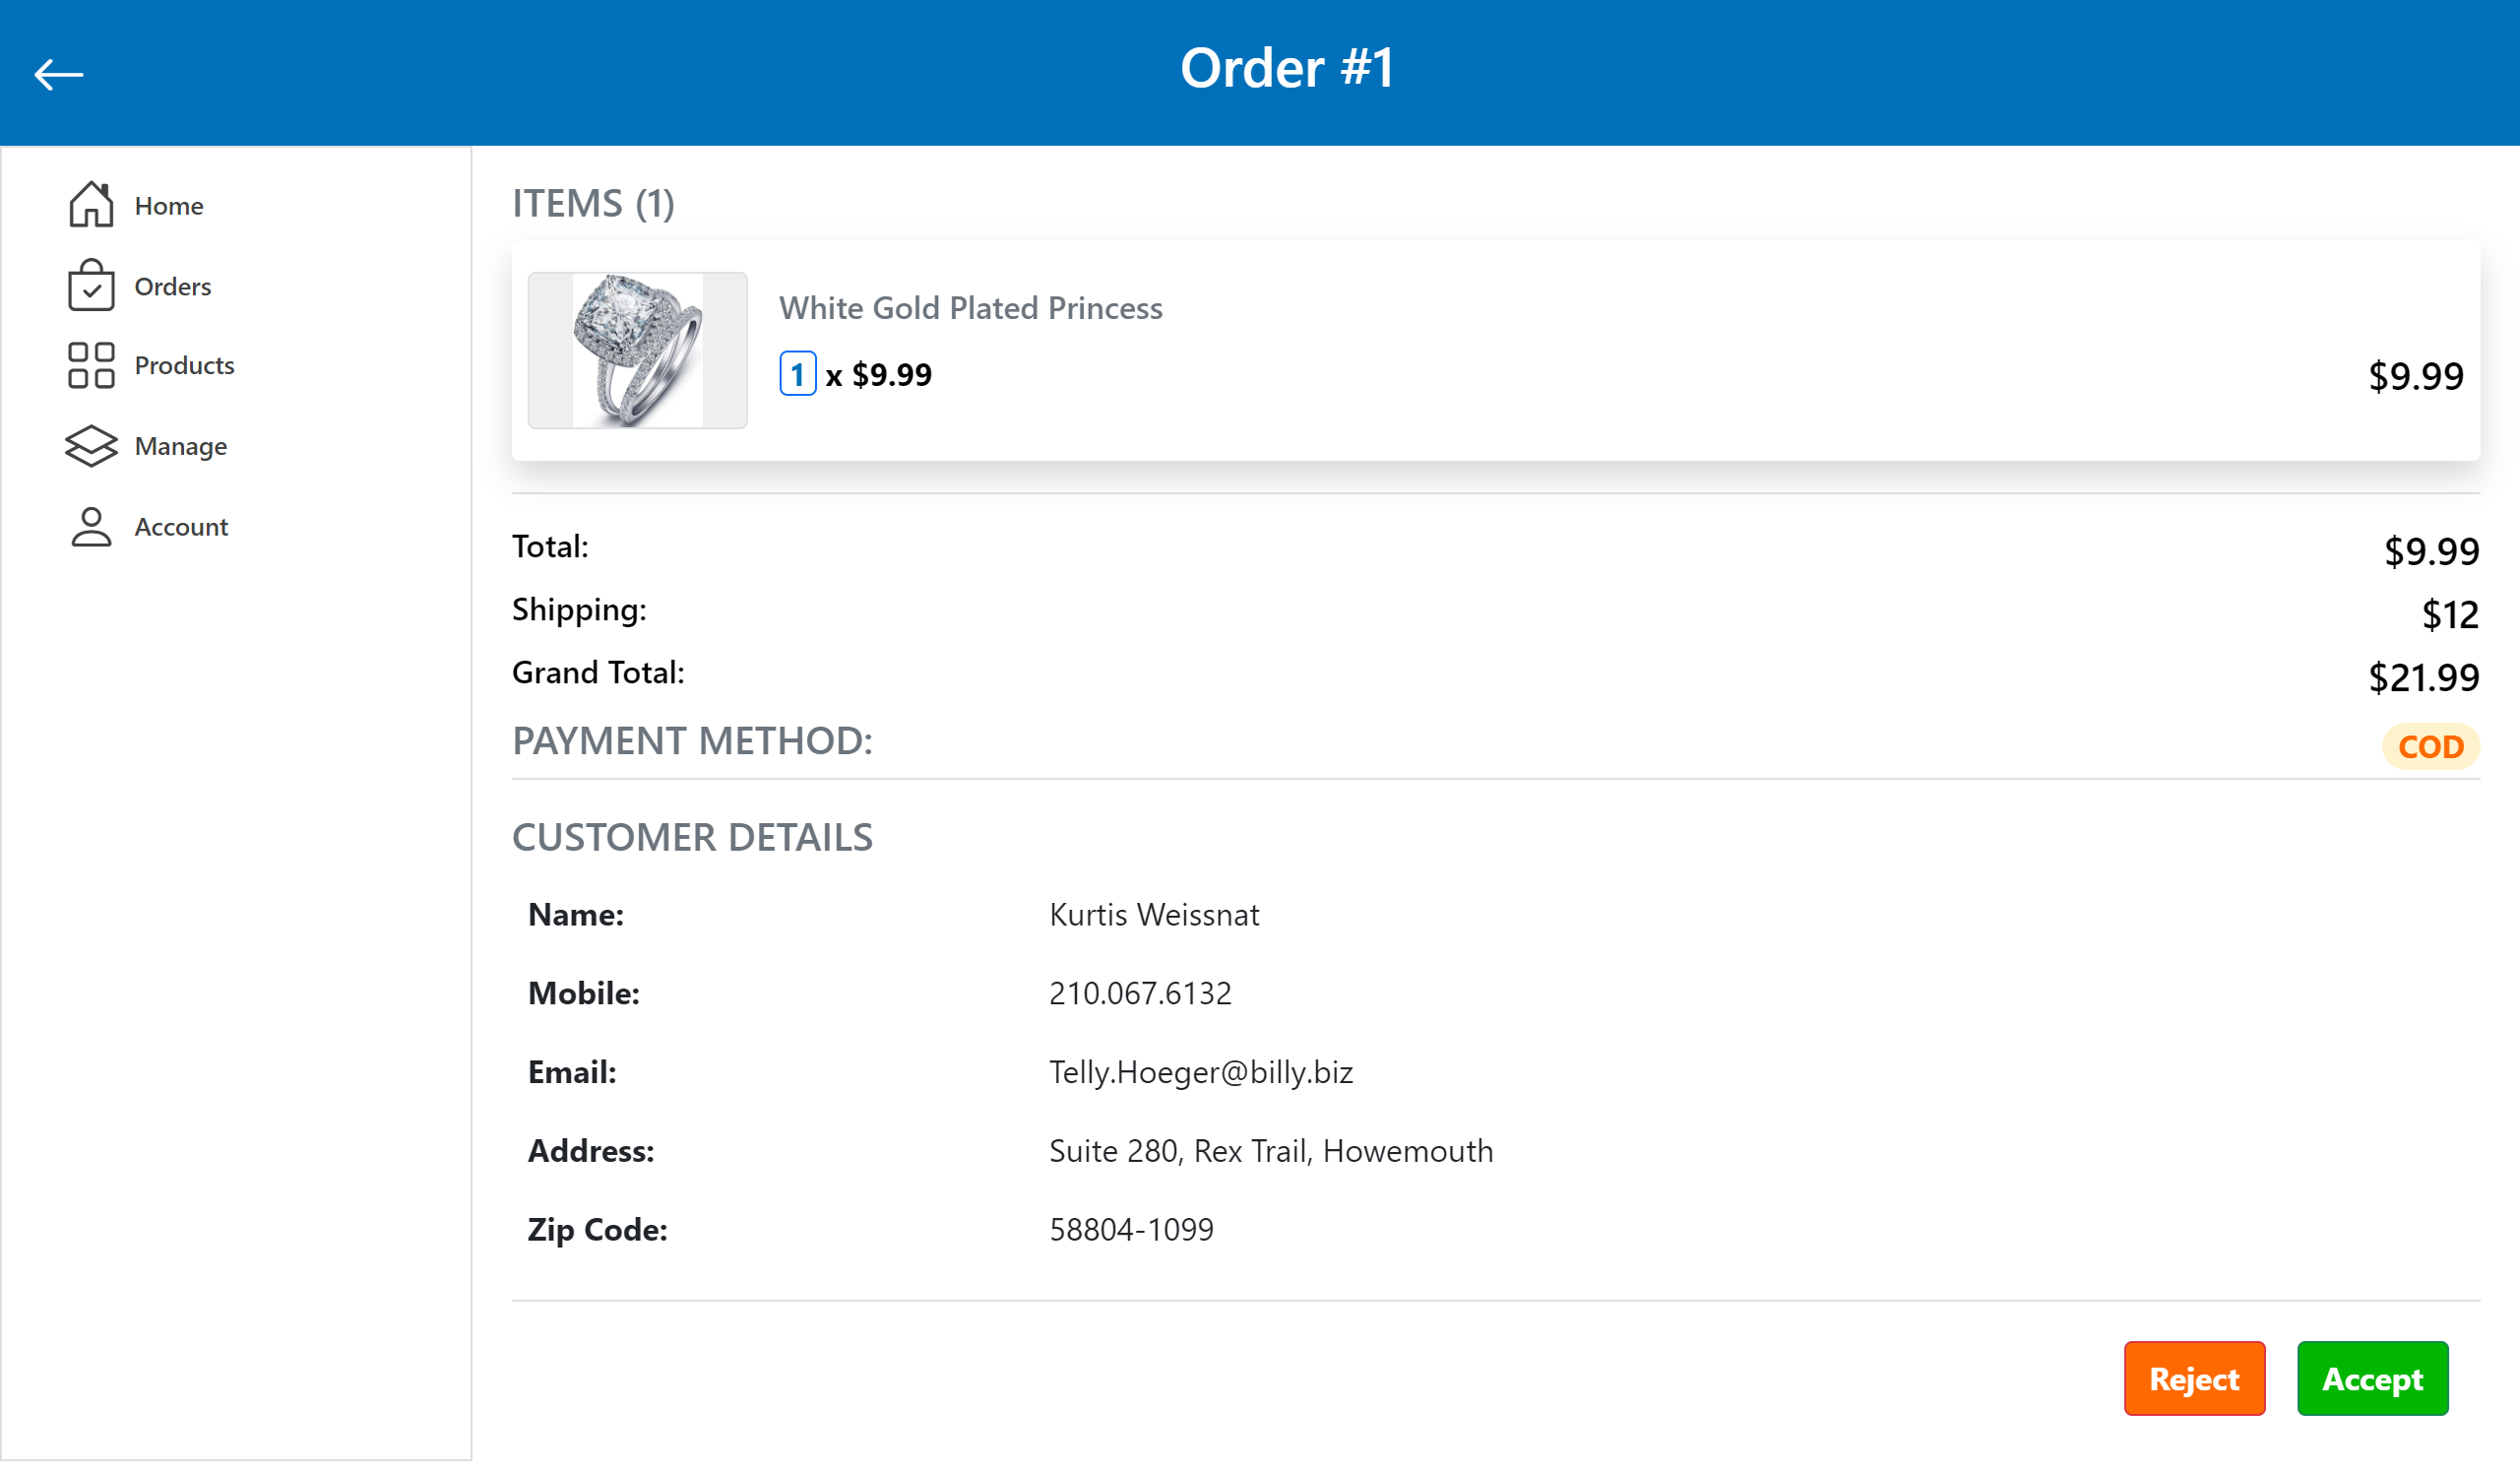 Order #1
Home
Orders
Products
Manage
Account
ITEMS (1)
White Gold Plated Princess
1 x $9.99
$9.99
Total: $9.99
Shipping: $12
Grand Total: $21.99
PAYMENT METHOD: COD
CUSTOMER DETAILS
Name: Kurtis Weissnat
Mobile: 210.067.6132
Email: Telly.Hoeger@billy.biz
Address: Suite 280, Rex Trail, Howemouth
Zip Code: 58804-1099
Reject Accept